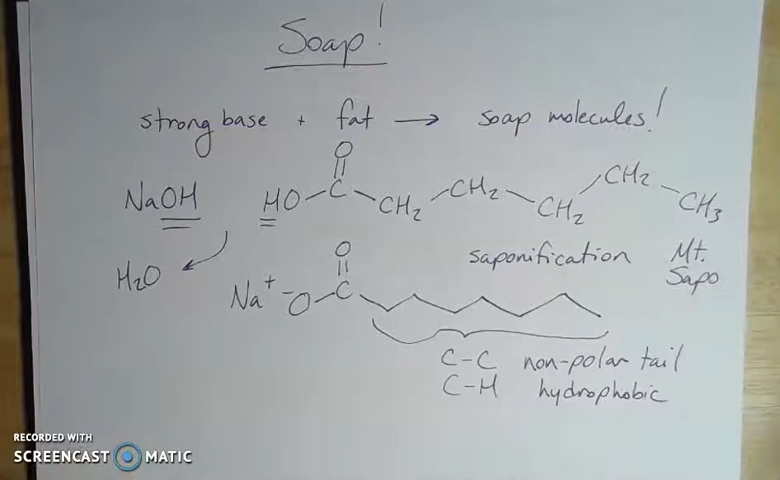 Soap!
strong base + fat → soap molecules!
O
NaOH HO-C-CH2-CH2-CH2-CH2-CH3
H2O
saponification Mt. Sapo
O
Na+ -O-C
C-C non-polar tail
C-H hydrophobic
RECORDED WITH
SCREENCAST MATIC